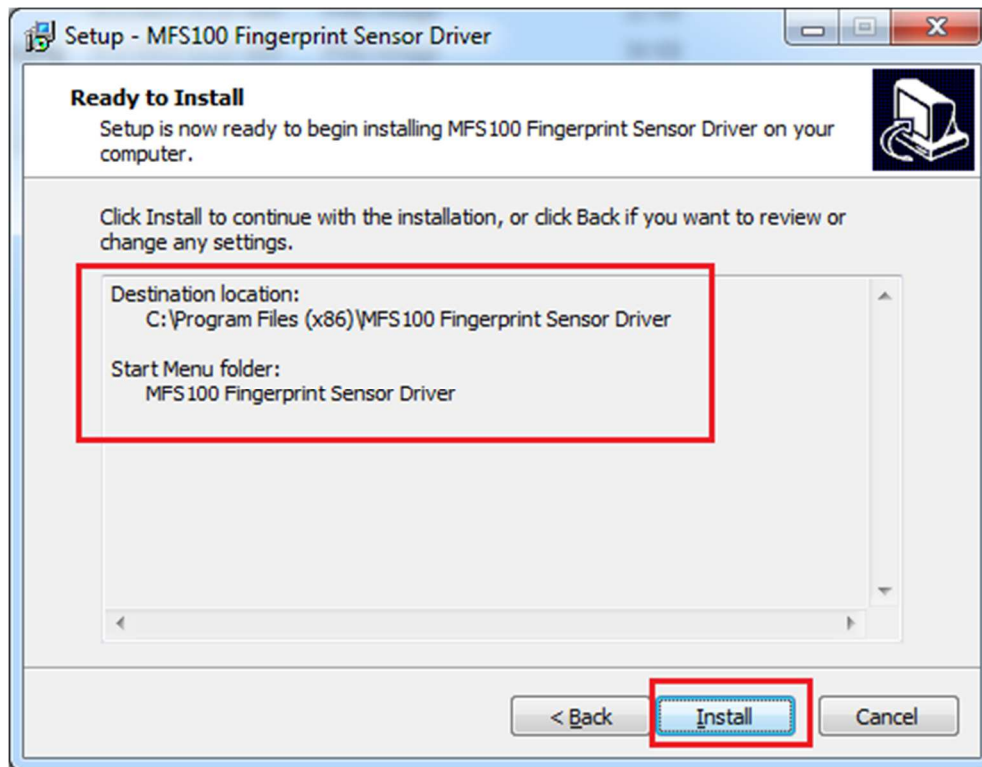 Setup - MFS100 Fingerprint Sensor Driver
Ready to Install
Setup is now ready to begin installing MFS100 Fingerprint Sensor Driver on your
computer.
Click Install to continue with the installation, or click Back if you want to review or
change any settings.
Destination location:
C:\Program Files (x86)\MFS100 Fingerprint Sensor Driver
Start Menu folder:
MFS100 Fingerprint Sensor Driver
< Back Install Cancel